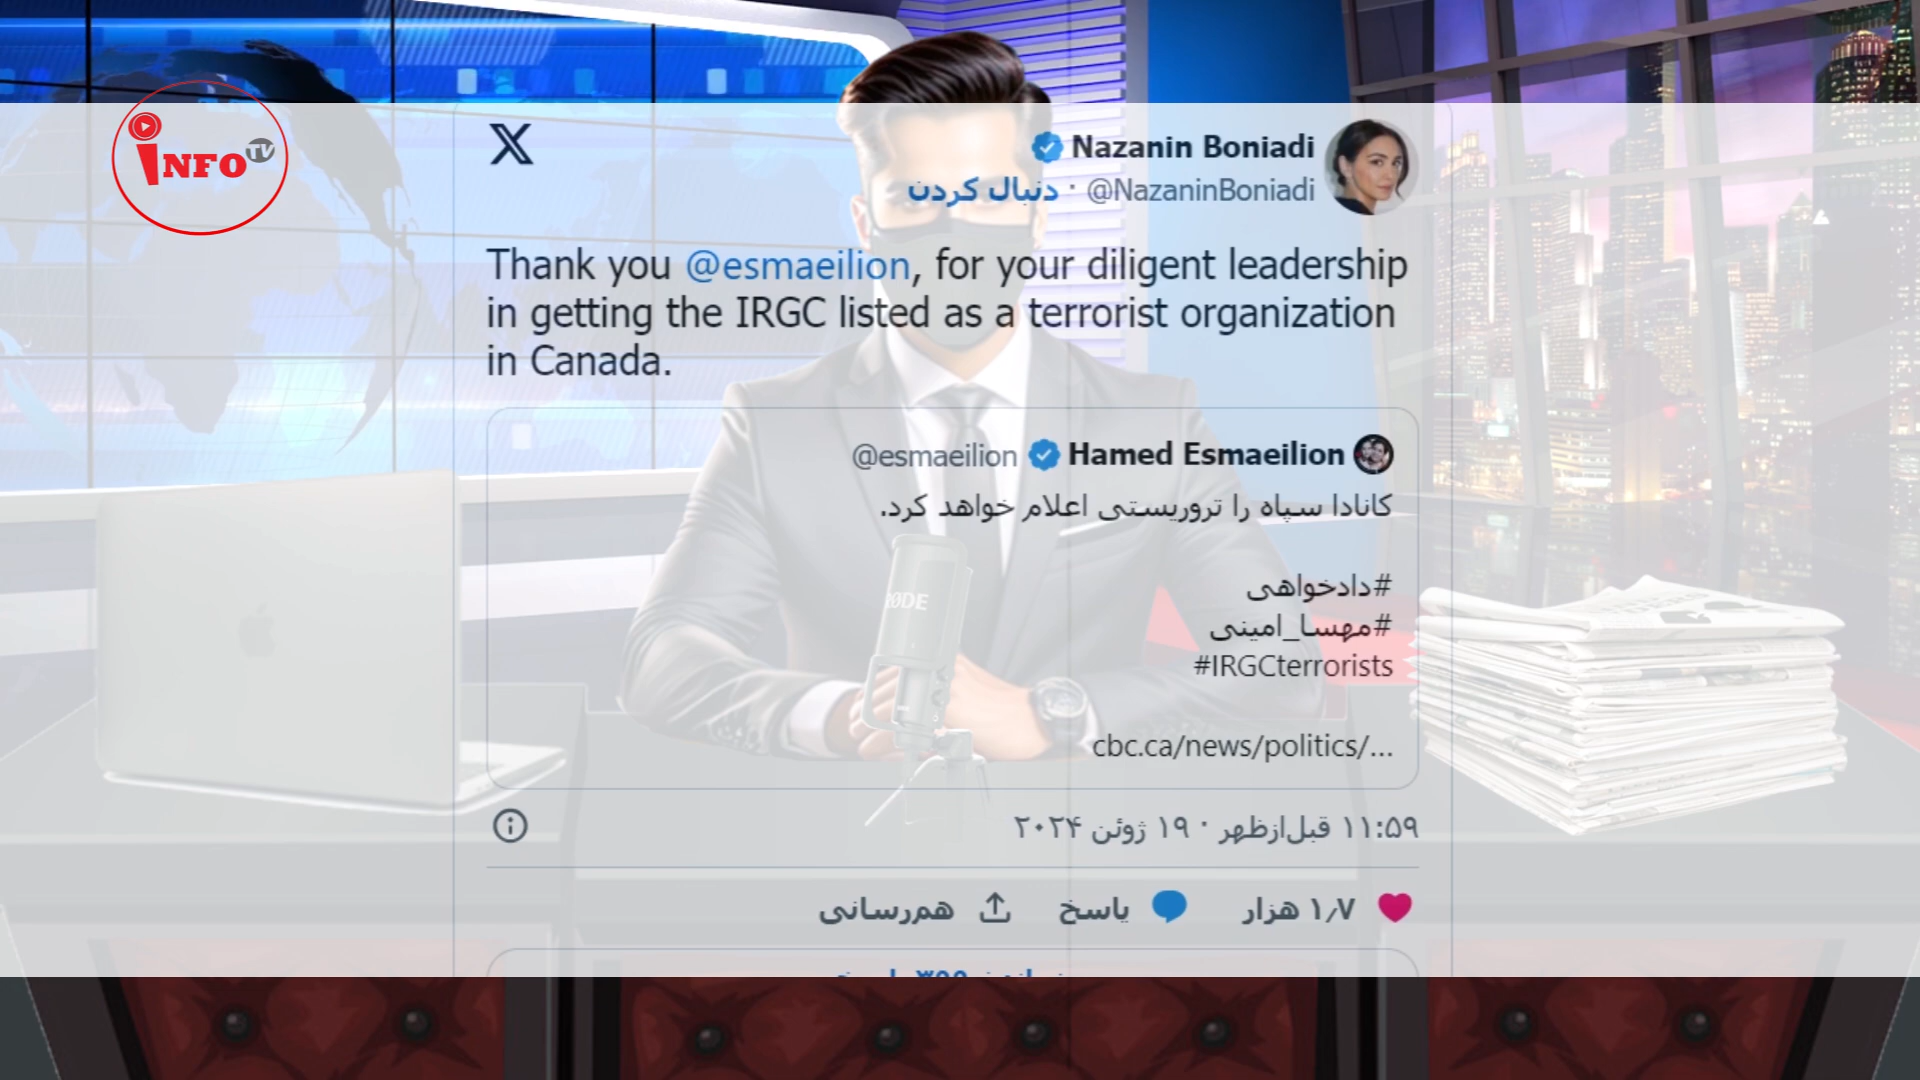 iNFO TV
Nazanin Boniadi
@NazaninBoniadi · دنبال کردن
Thank you @esmaeilion, for your diligent leadership
in getting the IRGC listed as a terrorist organization
in Canada.
Hamed Esmaeilion @esmaeilion
کانادا سپاه را تروریستی اعلام خواهد کرد.
#دادخواهی
#مهسا_امینی
#IRGCterrorists
cbc.ca/news/politics/...
۱۱:۵۹ قبل‌ازظهر · ۱۹ ژوئن ۲۰۲۴
۱٫۷ هزار پاسخ هم‌رسانی
RØDE